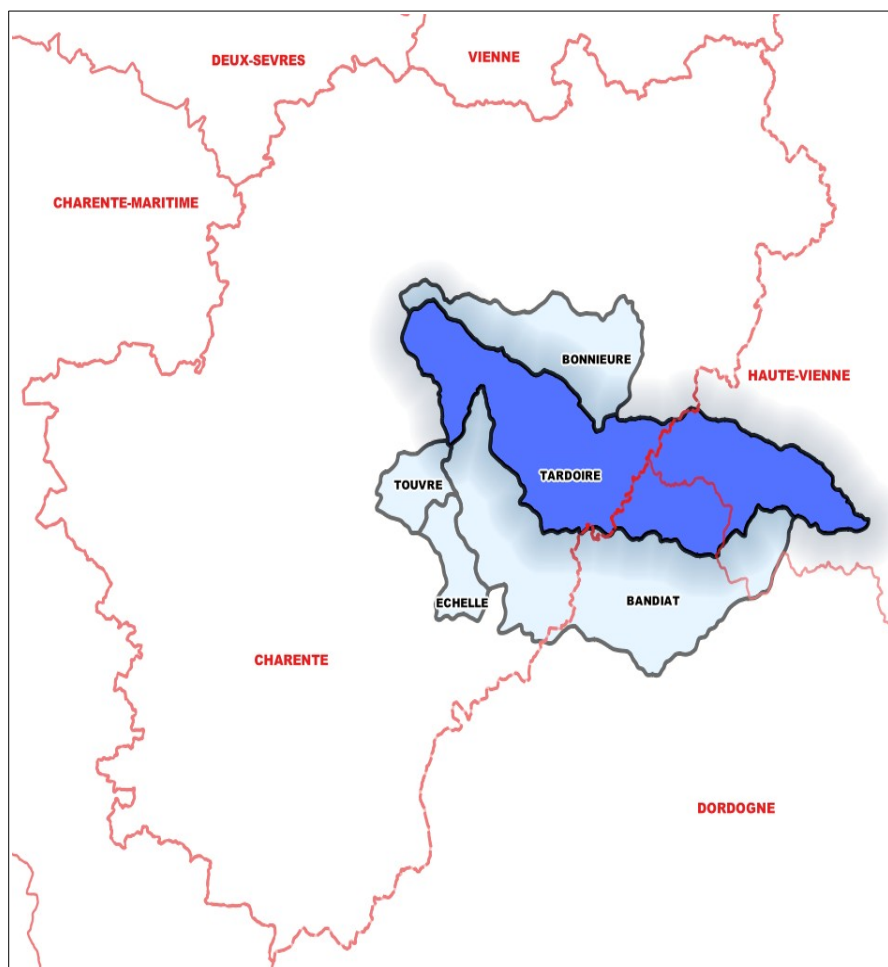 DEUX-SEVRES
VIENNE
CHARENTE-MARITIME
BONNIEURE
HAUTE-VIENNE
TARDOIRE
TOUVRE
ECHELLE
BANDIAT
CHARENTE
DORDOGNE